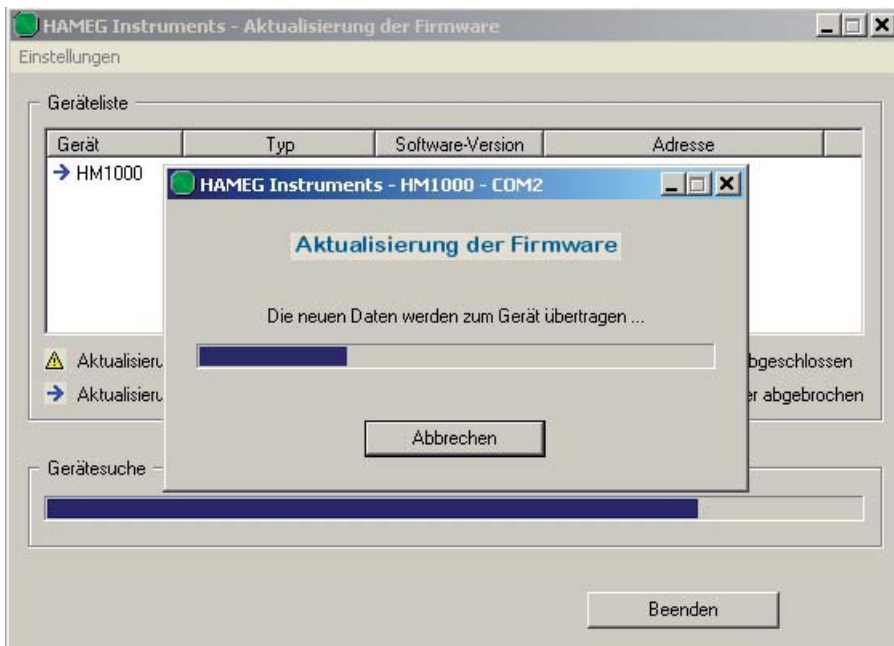 HAMEG Instruments - Aktualisierung der Firmware
Einstellungen
Geräteliste
Gerät Typ Software-Version Adresse
HM1000
HAMEG Instruments - HM1000 - COM2
Aktualisierung der Firmware
Die neuen Daten werden zum Gerät übertragen ...
Abbrechen
abgeschlossen
abgebrochen
Gerätesuche
Beenden